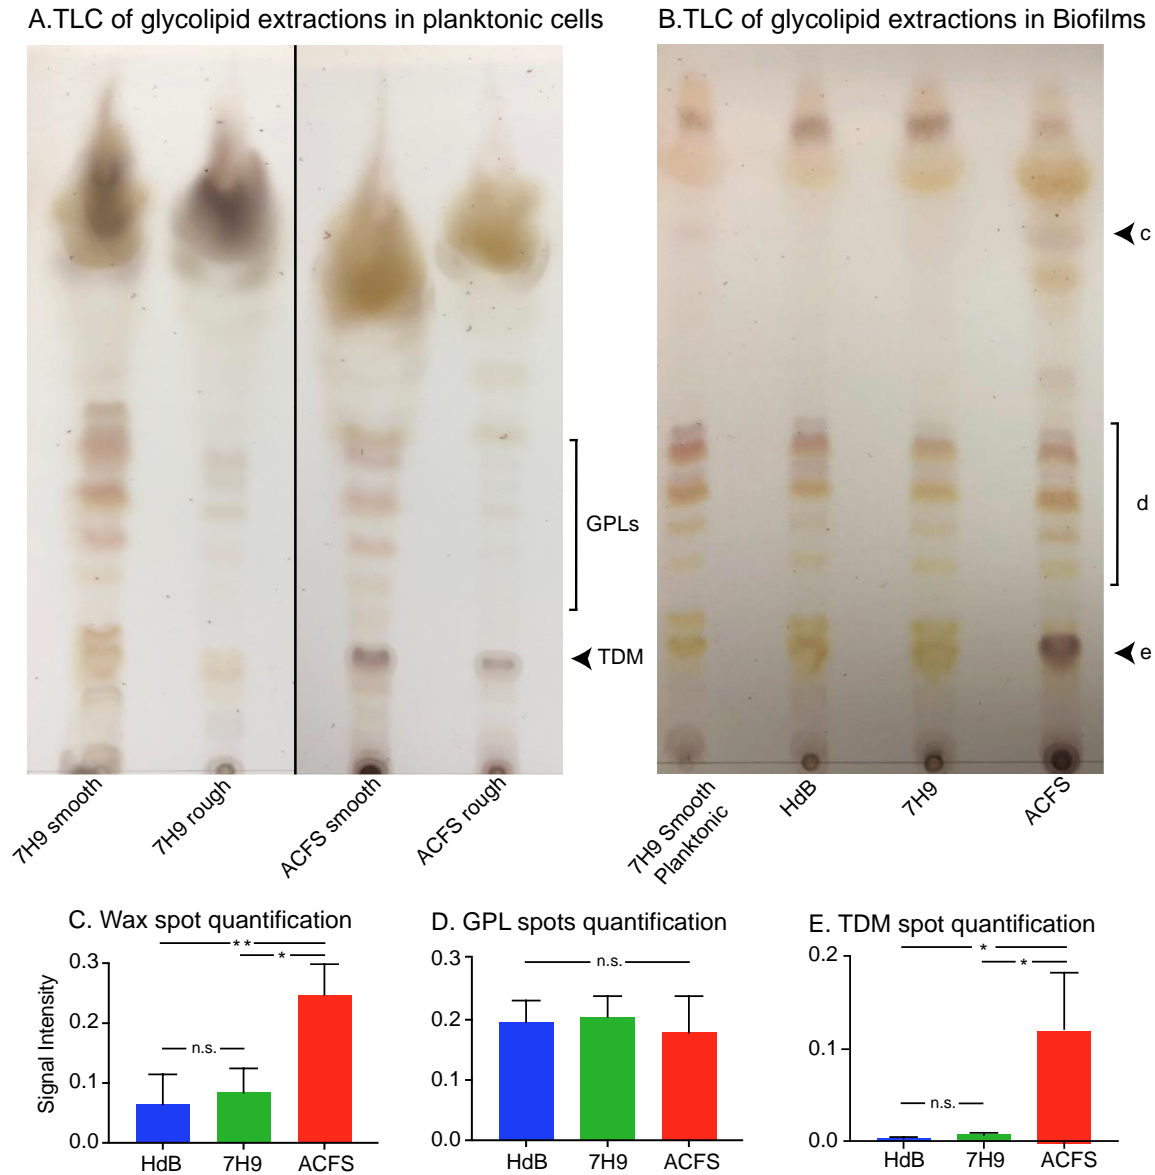 A.TLC of glycolipid extractions in planktonic cells
B.TLC of glycolipid extractions in Biofilms
GPLs
TDM
c
d
e
7H9 smooth
7H9 rough
ACFS smooth
ACFS rough
7H9 Smooth
Planktonic
HdB
7H9
ACFS
C. Wax spot quantification
**
*
n.s.
0.3
0.2
0.1
0.0
Signal Intensity
HdB
7H9
ACFS
D. GPL spots quantification
n.s.
0.3
0.2
0.1
0.0
HdB
7H9
ACFS
E. TDM spot quantification
*
*
n.s.
0.2
0.1
0.0
HdB
7H9
ACFS